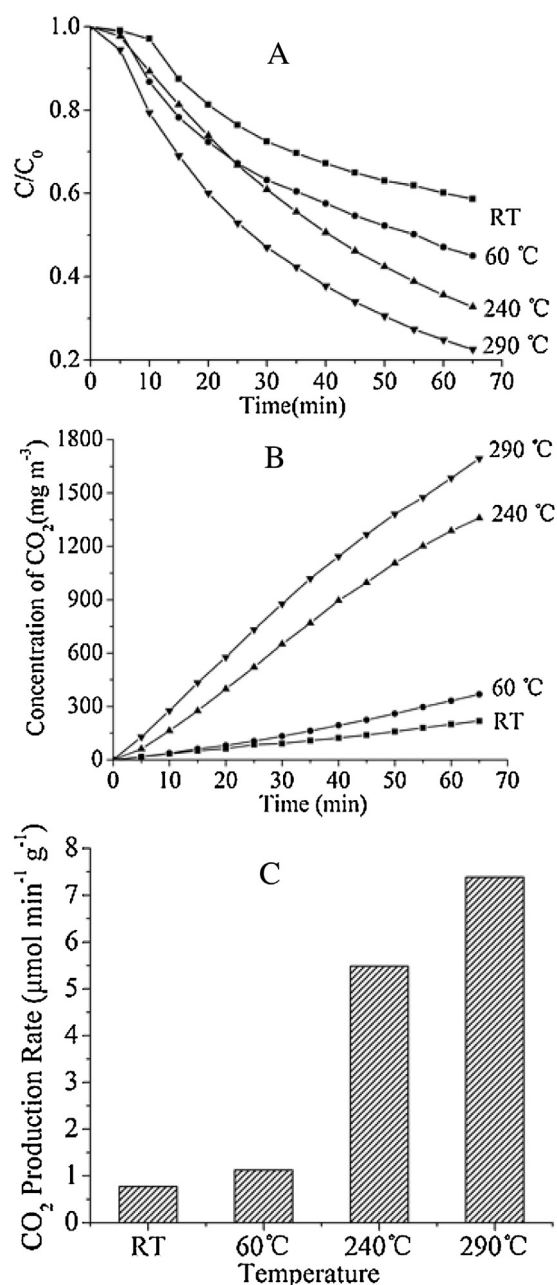 A
1.0
0.8
0.6
0.4
0.2
C/C₀
RT
60 ℃
240 ℃
290 ℃
0 10 20 30 40 50 60 70
Time(min)
B
1800
1500
1200
900
600
300
0
Concentration of CO₂(mg m⁻³)
290 ℃
240 ℃
60 ℃
RT
0 10 20 30 40 50 60 70
Time (min)
C
8
7
6
5
4
3
2
1
0
CO₂ Production Rate (μmol min⁻¹ g⁻¹)
RT 60℃ 240℃ 290℃
Temperature